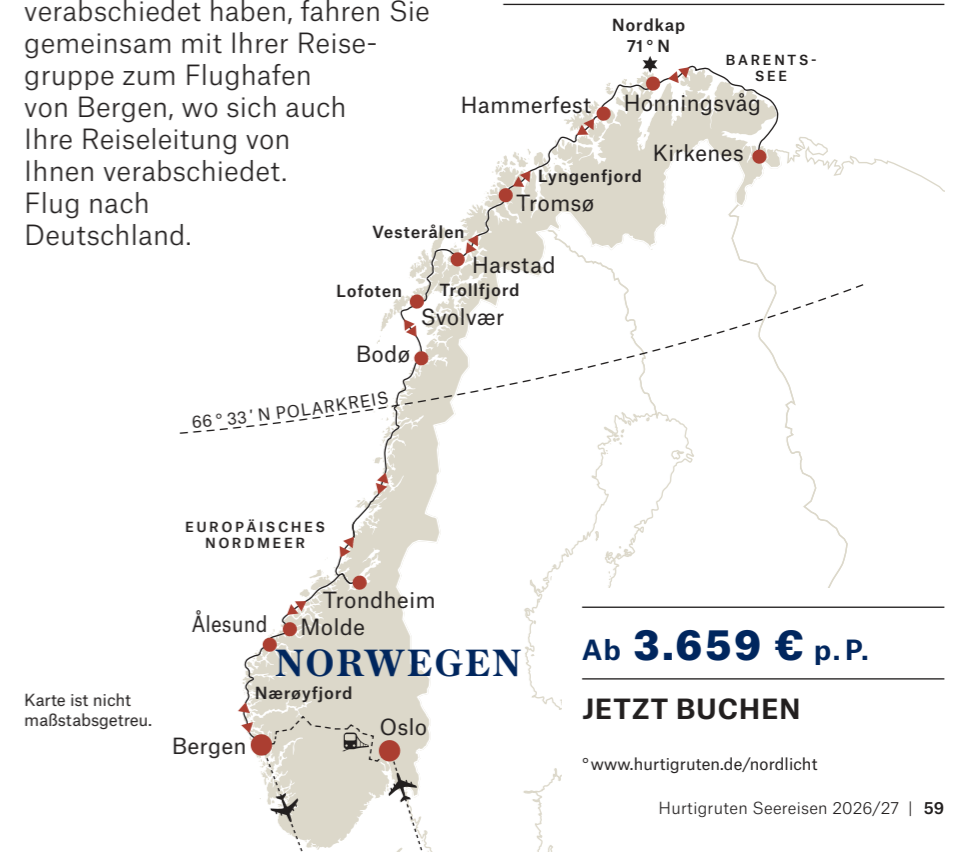 verabschiedet haben, fahren Sie
gemeinsam mit Ihrer Reise-
gruppe zum Flughafen
von Bergen, wo sich auch
Ihre Reiseleitung von
Ihnen verabschiedet.
Flug nach
Deutschland.
Nordkap
71° N
BARENTS-
SEE
Hammerfest
Honningsvåg
Kirkenes
Lyngenfjord
Tromsø
Vesterålen
Harstad
Lofoten
Trollfjord
Svolvær
Bodø
66° 33' N POLARKREIS
EUROPÄISCHES
NORDMEER
Trondheim
Ålesund
Molde
NORWEGEN
Nærøyfjord
Karte ist nicht
maßstabsgetreu.
Bergen
Oslo
Ab 3.659 € p. P.
JETZT BUCHEN
°www.hurtigruten.de/nordlicht
Hurtigruten Seereisen 2026/27 | 59